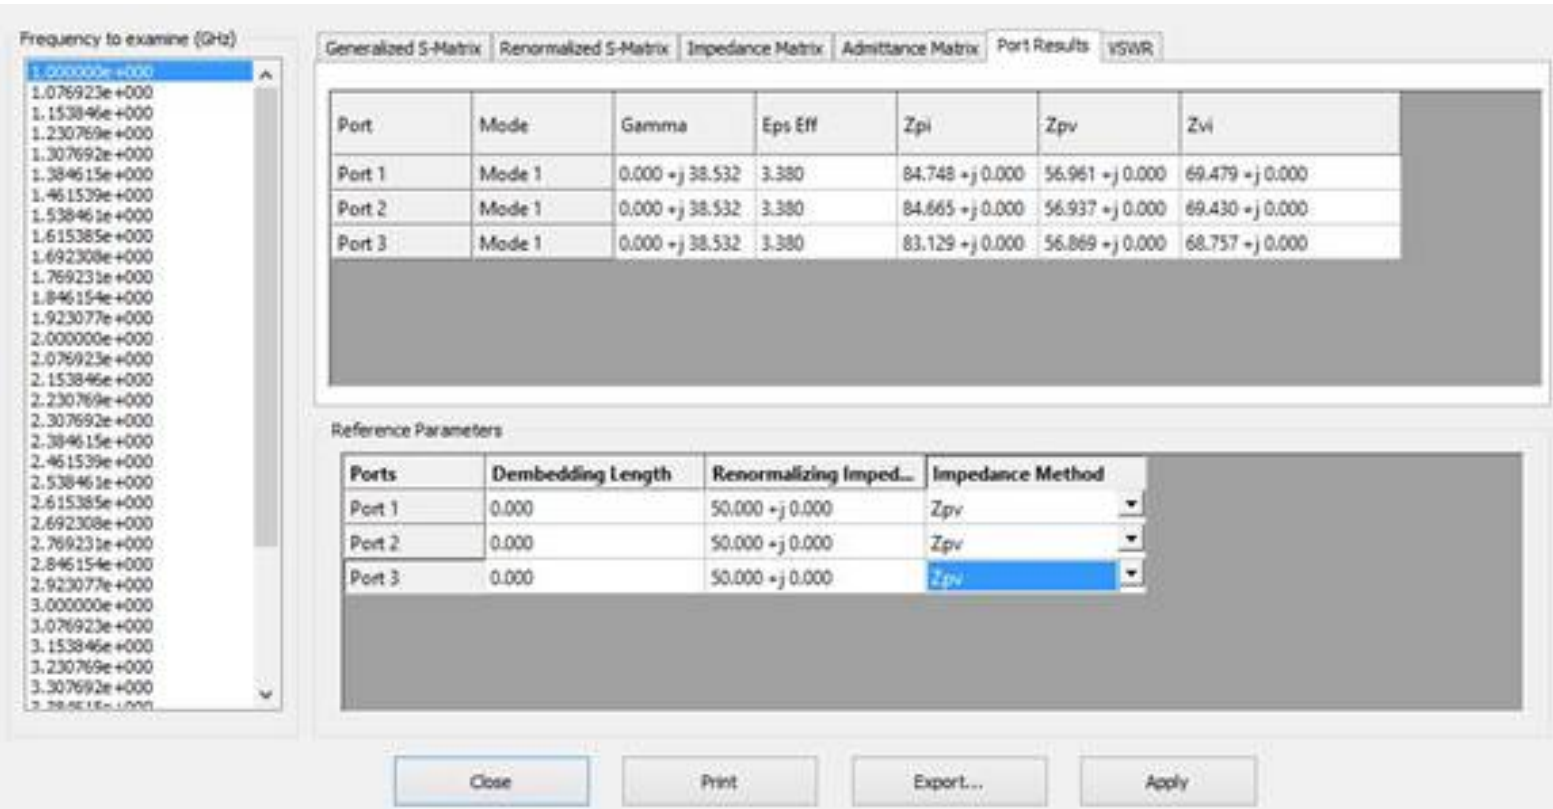 Frequency to examine (GHz)
1.000000e+000
1.076923e+000
1.153846e+000
1.230769e+000
1.307692e+000
1.384615e+000
1.461539e+000
1.538461e+000
1.615385e+000
1.692308e+000
1.769231e+000
1.846154e+000
1.923077e+000
2.000000e+000
2.076923e+000
2.153846e+000
2.230769e+000
2.307692e+000
2.384615e+000
2.461539e+000
2.538461e+000
2.615385e+000
2.692308e+000
2.769231e+000
2.846154e+000
2.923077e+000
3.000000e+000
3.076923e+000
3.153846e+000
3.230769e+000
3.307692e+000
Generalized S-Matrix Renormalized S-Matrix Impedance Matrix Admittance Matrix Port Results VSWR
Port Mode Gamma Eps Eff Zpi Zpv Zvi
Port 1 Mode 1 0.000 +j 38.532 3.380 84.748 +j 0.000 56.961 +j 0.000 69.479 +j 0.000
Port 2 Mode 1 0.000 +j 38.532 3.380 84.665 +j 0.000 56.937 +j 0.000 69.430 +j 0.000
Port 3 Mode 1 0.000 +j 38.532 3.380 83.129 +j 0.000 56.869 +j 0.000 68.757 +j 0.000
Reference Parameters
Ports Dembedding Length Renormalizing Imped... Impedance Method
Port 1 0.000 50.000 +j 0.000 Zpv
Port 2 0.000 50.000 +j 0.000 Zpv
Port 3 0.000 50.000 +j 0.000 Zpv
Close Print Export... Apply